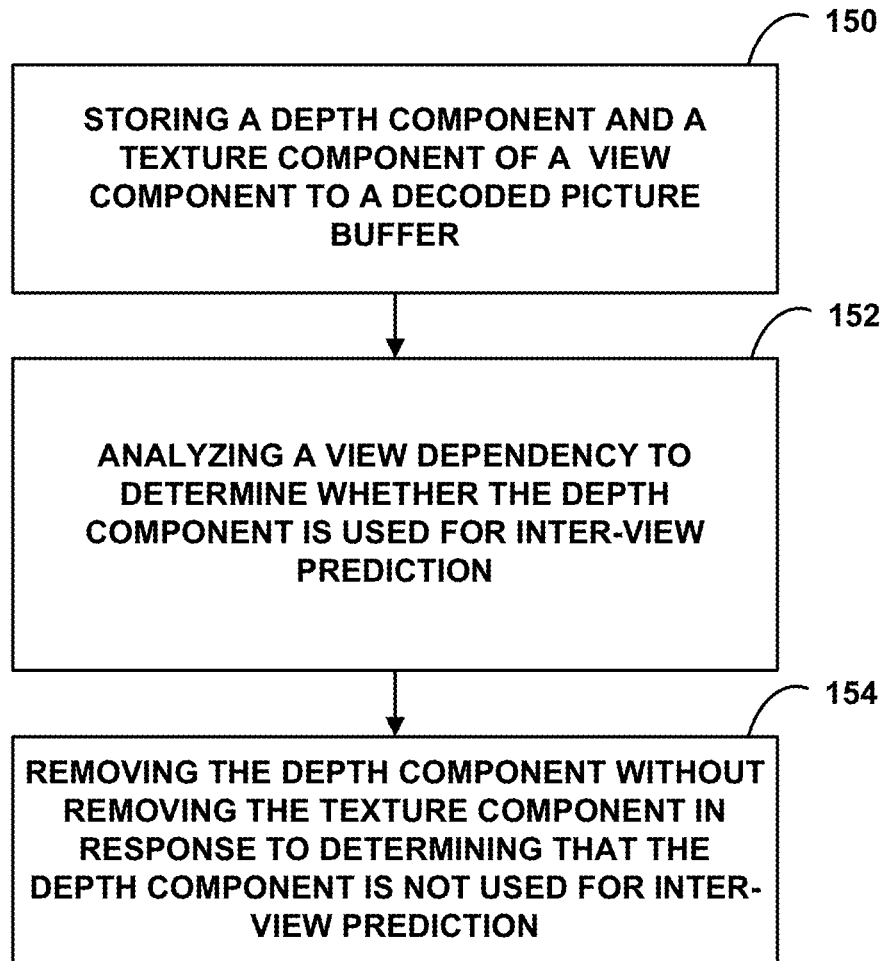 150
STORING A DEPTH COMPONENT AND A
TEXTURE COMPONENT OF A VIEW
COMPONENT TO A DECODED PICTURE
BUFFER
152
ANALYZING A VIEW DEPENDENCY TO
DETERMINE WHETHER THE DEPTH
COMPONENT IS USED FOR INTER-VIEW
PREDICTION
154
REMOVING THE DEPTH COMPONENT WITHOUT
REMOVING THE TEXTURE COMPONENT IN
RESPONSE TO DETERMINING THAT THE
DEPTH COMPONENT IS NOT USED FOR INTER-
VIEW PREDICTION